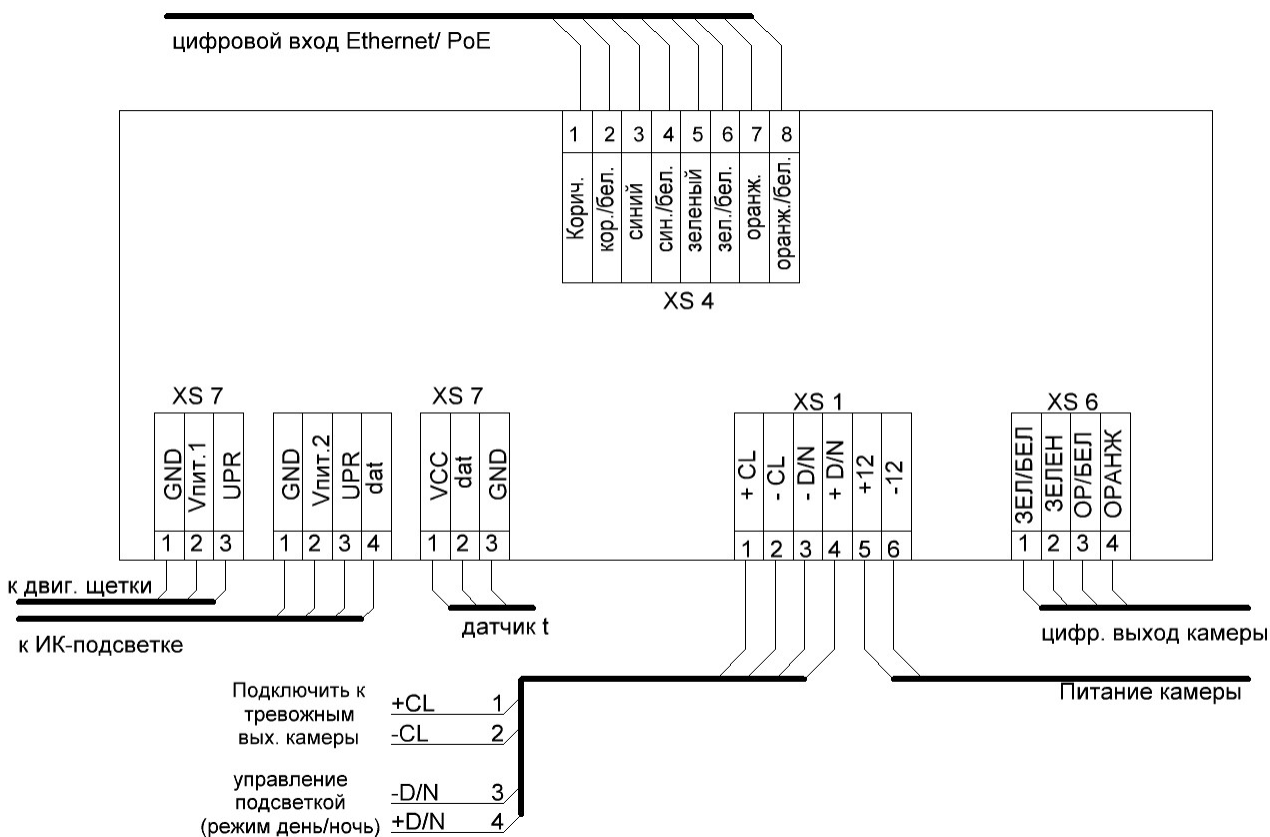 цифровой вход Ethernet/ PoE
1 2 3 4 5 6 7 8
Корич.
кор./бел.
синий
син./бел.
зеленый
зел./бел.
оранж.
оранж./бел.
XS 4
XS 7
GND
Vпит.1
UPR
1 2 3
GND
Vпит.2
UPR
dat
1 2 3 4
XS 7
VCC
dat
GND
1 2 3
XS 1
+ CL
- CL
- D/N
+ D/N
+12
-12
1 2 3 4 5 6
XS 6
ЗЕЛ/БЕЛ
ЗЕЛЕН
ОР/БЕЛ
ОРАНЖ
1 2 3 4
к двиг. щетки
к ИК-подсветке
датчик t
цифр. выход камеры
Питание камеры
Подключить к
тревожным
вых. камеры
+CL 1
-CL 2
управление
подсветкой
(режим день/ночь)
-D/N 3
+D/N 4